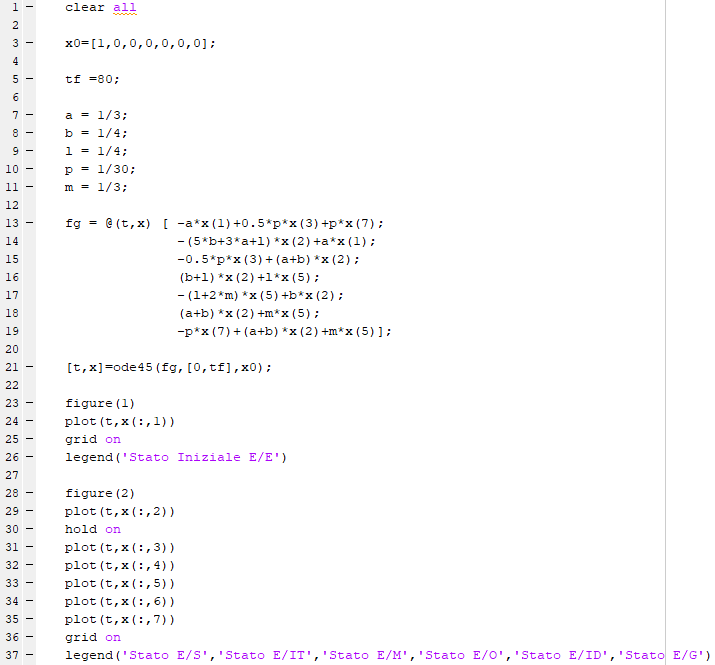 1 - clear all
2
3 - x0=[1,0,0,0,0,0,0];
4
5 - tf =80;
6
7 - a = 1/3;
8 - b = 1/4;
9 - l = 1/4;
10 - p = 1/30;
11 - m = 1/3;
12
13 - fg = @(t,x) [ -a*x(1)+0.5*p*x(3)+p*x(7);
14 -(5*b+3*a+l)*x(2)+a*x(1);
15 -0.5*p*x(3)+(a+b)*x(2);
16 (b+l)*x(2)+l*x(5);
17 -(l+2*m)*x(5)+b*x(2);
18 (a+b)*x(2)+m*x(5);
19 -p*x(7)+(a+b)*x(2)+m*x(5)];
20
21 - [t,x]=ode45(fg,[0,tf],x0);
22
23 - figure(1)
24 - plot(t,x(:,1))
25 - grid on
26 - legend('Stato Iniziale E/E')
27
28 - figure(2)
29 - plot(t,x(:,2))
30 - hold on
31 - plot(t,x(:,3))
32 - plot(t,x(:,4))
33 - plot(t,x(:,5))
34 - plot(t,x(:,6))
35 - plot(t,x(:,7))
36 - grid on
37 - legend('Stato E/S','Stato E/IT','Stato E/M','Stato E/O','Stato E/ID','Stato E/G')